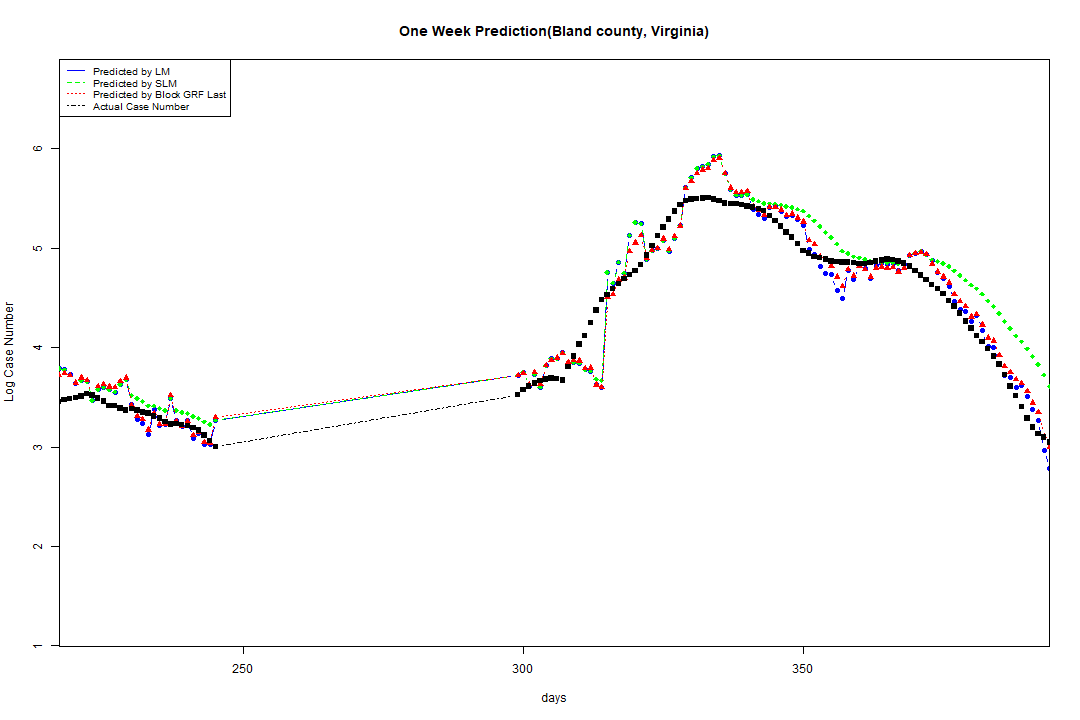 One Week Prediction(Bland county, Virginia)
Predicted by LM
Predicted by SLM
Predicted by Block GRF Last
Actual Case Number
Log Case Number
6
5
4
3
2
1
250
300
350
days